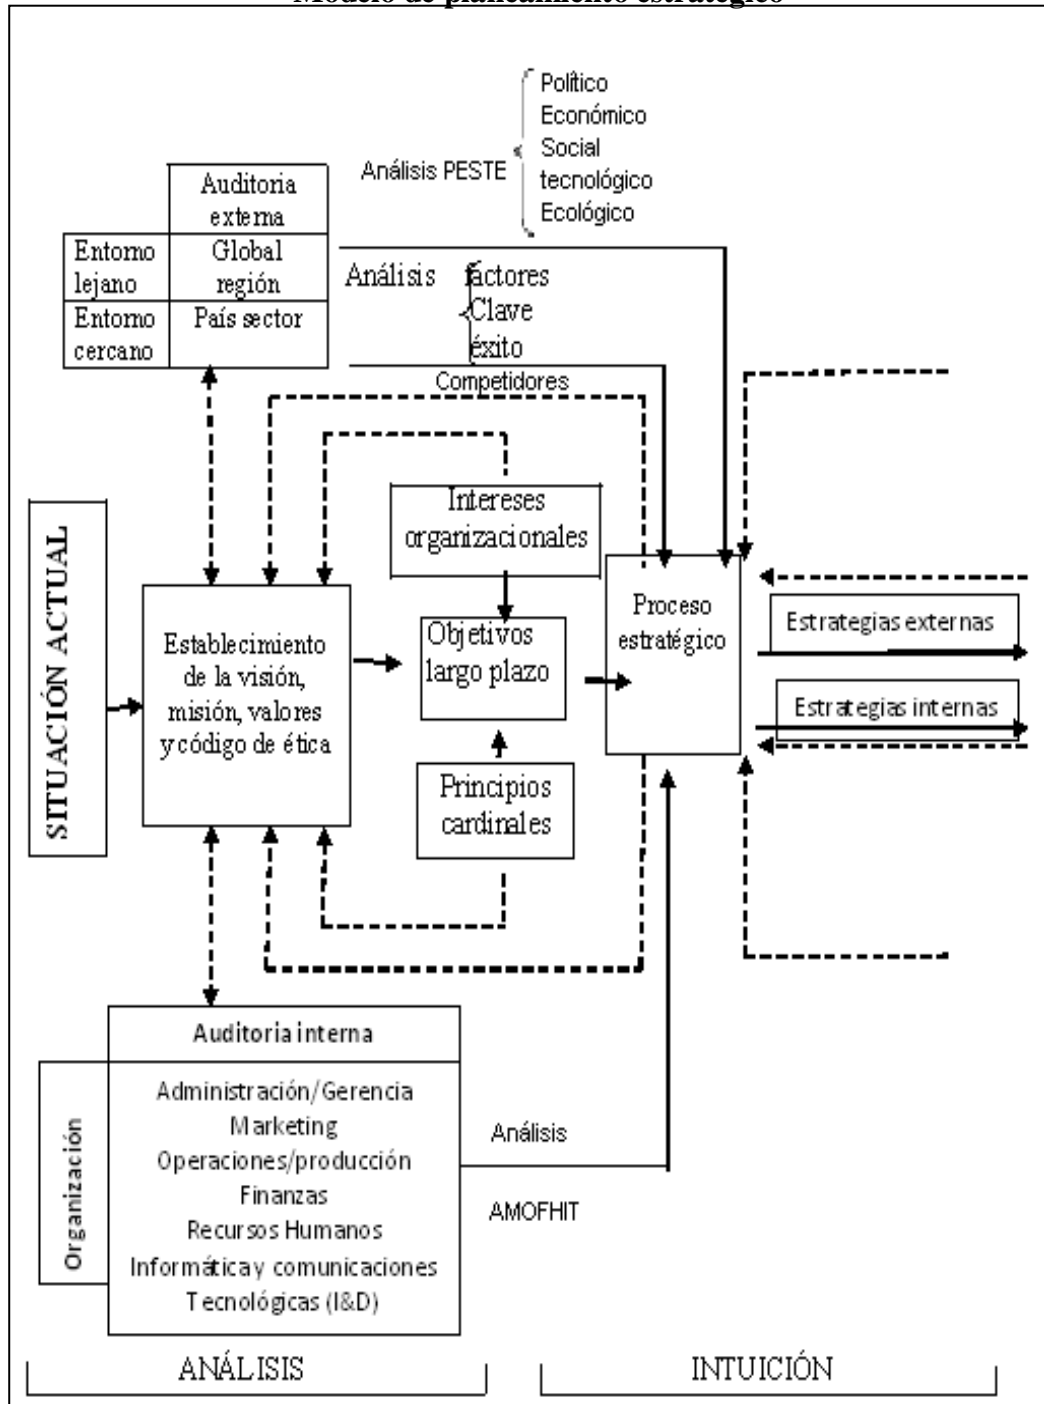 Modelo de planeamiento estratégico
Político
Económico
Análisis PESTE
Social
tecnológico
Ecológico
Auditoria
externa
Entorno
lejano
Global
región
Entorno
cercano
País sector
Análisis factores
Clave
éxito
Competidores
SITUACIÓN ACTUAL
Establecimiento
de la visión,
misión, valores
y código de ética
Intereses
organizacionales
Objetivos
largo plazo
Principios
cardinales
Proceso
estratégico
Estrategias externas
Estrategias internas
Auditoria interna
Organización
Administración/Gerencia
Marketing
Operaciones/producción
Finanzas
Recursos Humanos
Informática y comunicaciones
Tecnológicas (I&D)
Análisis
AMOFHIT
ANÁLISIS
INTUICIÓN